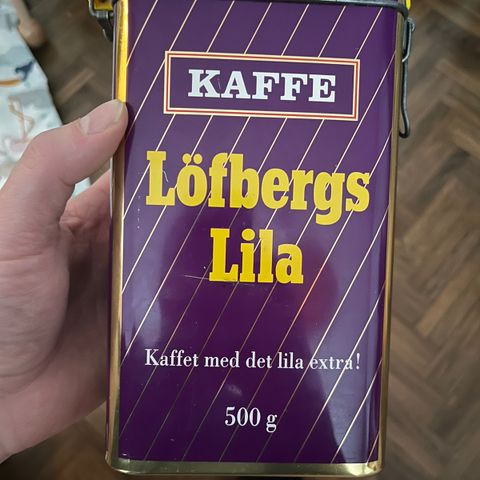 KAFFE
Löfbergs
Lila
Kaffet med det lila extra!
500 g